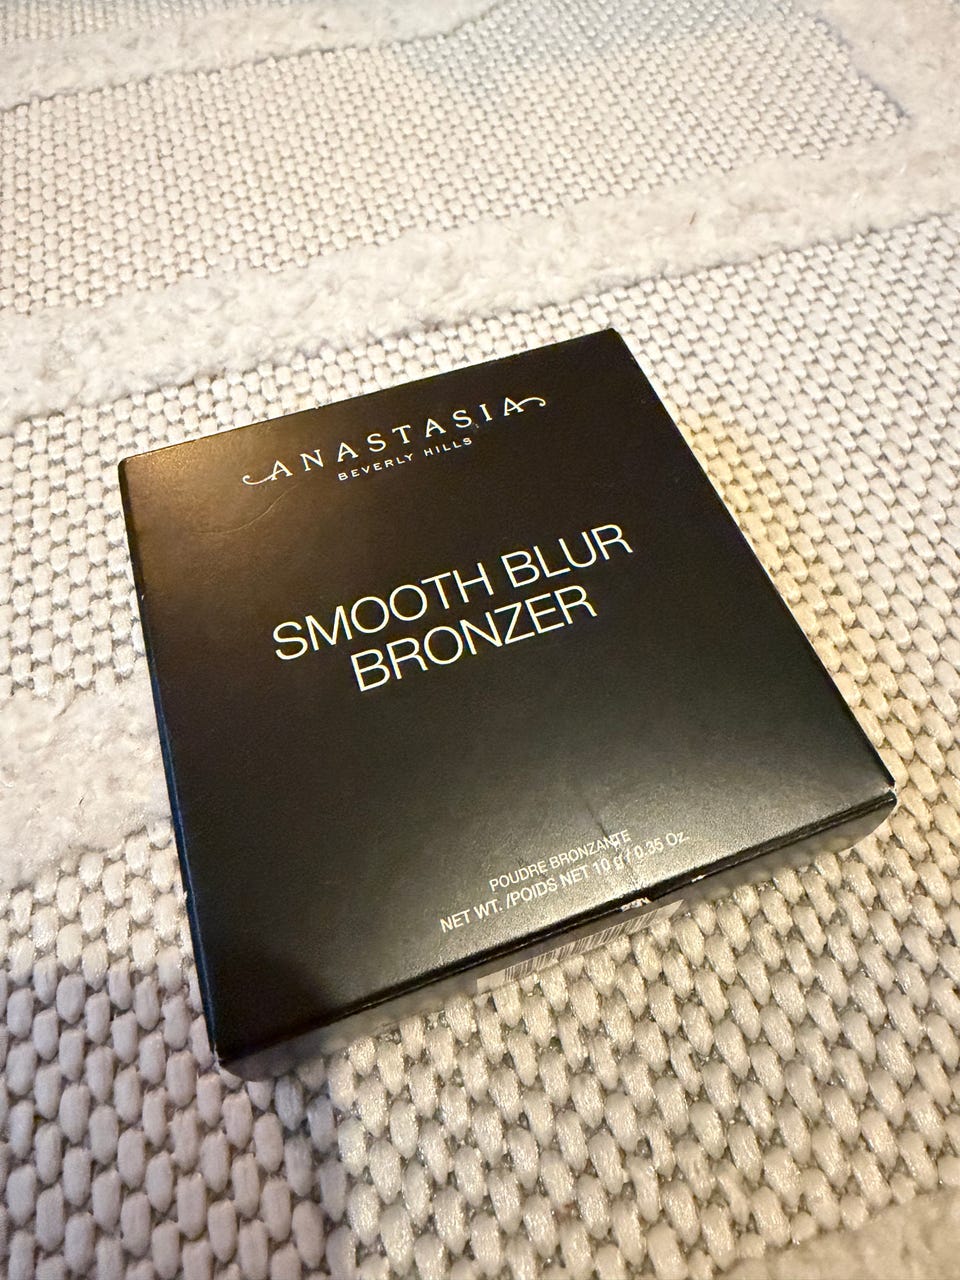 ANASTASIA
BEVERLY HILLS
SMOOTH BLUR
BRONZER
POUDRE BRONZANTE
NET WT. /POIDS NET 10 g / 0.35 Oz.